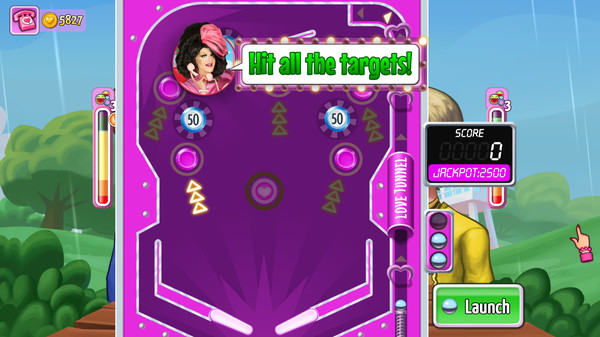 5827
Hit all the targets!
3
50
50
3
SCORE
00000
JACKPOT:2500
LOVE TUNNEL
Launch